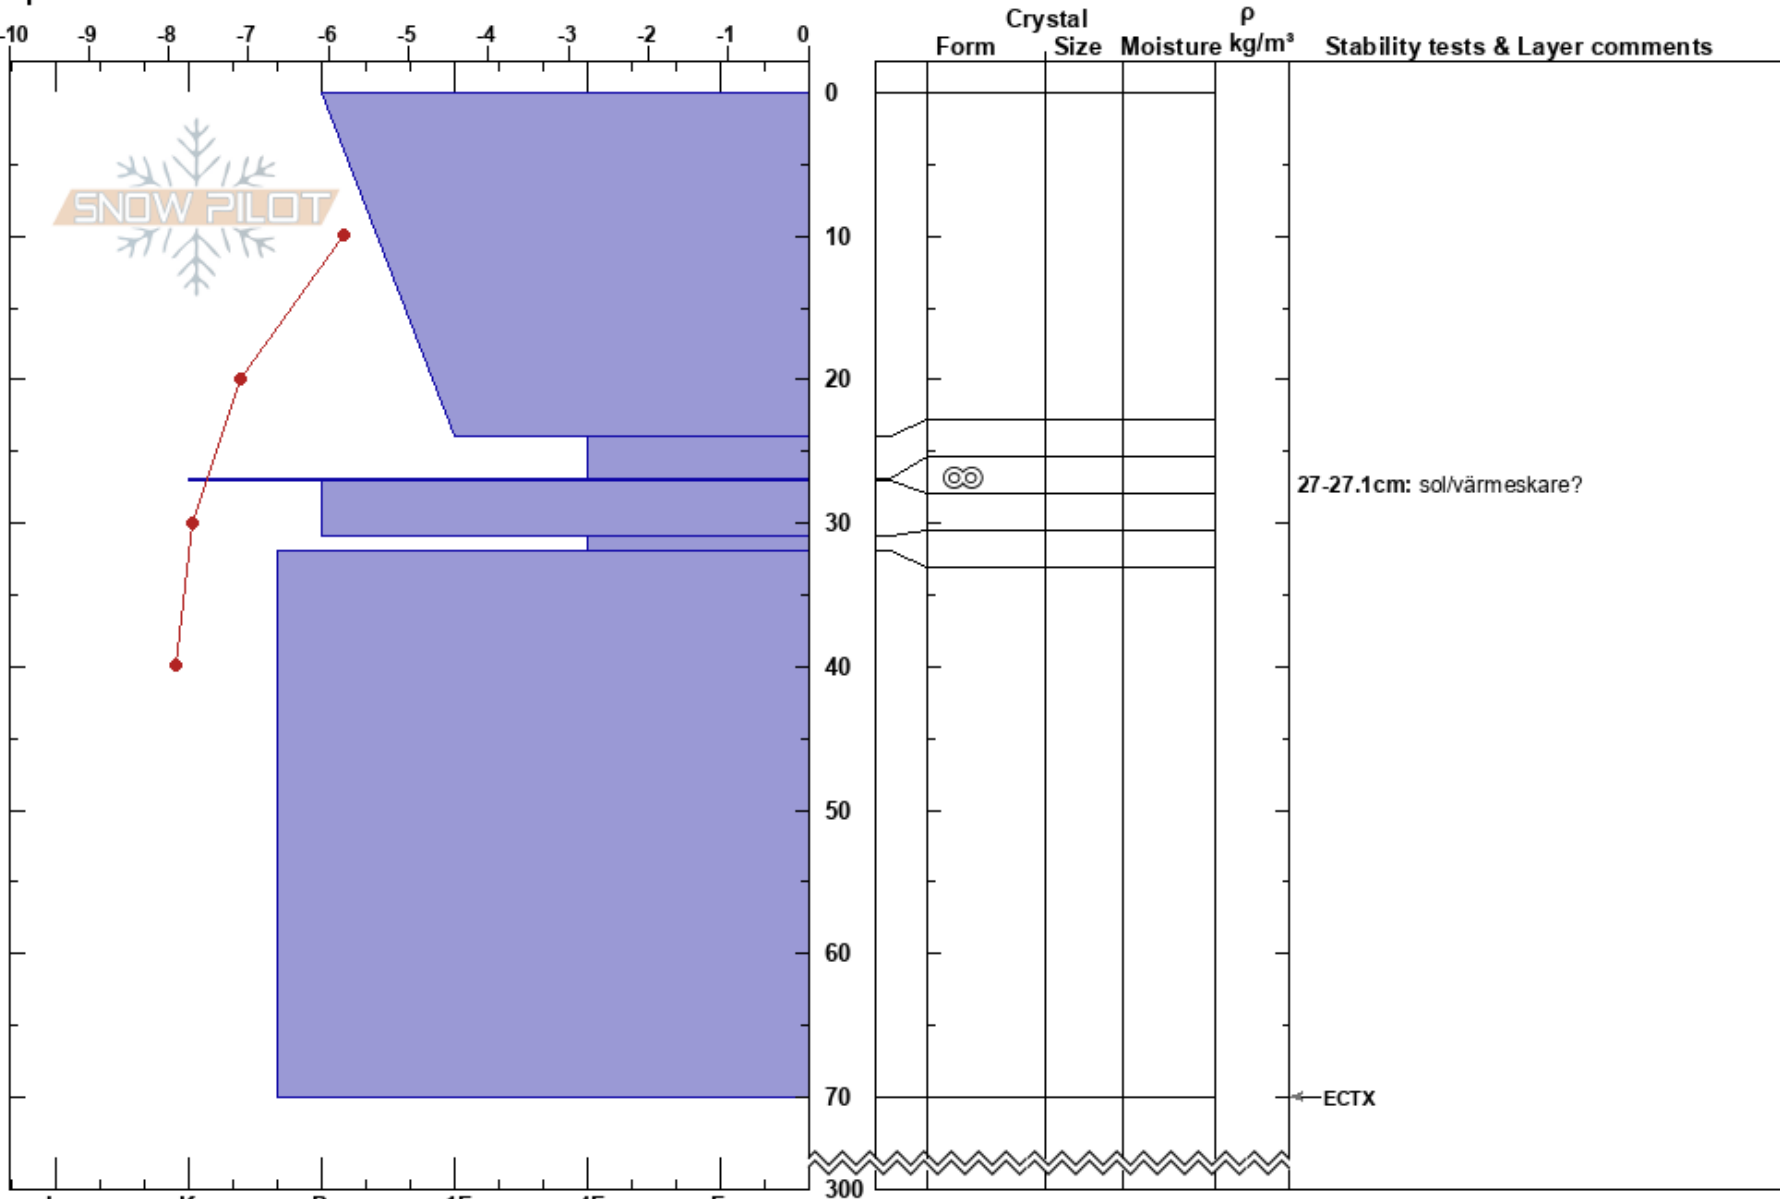 -10 -9 -8 -7 -6 -5 -4 -3 -2 -1 0
Crystal
ρ
Form Size Moisture kg/m³ Stability tests & Layer comments
0
SNOW PILOT
10
20
27-27.1cm: sol/värmeskare?
30
40
50
60
70
ECTX
300